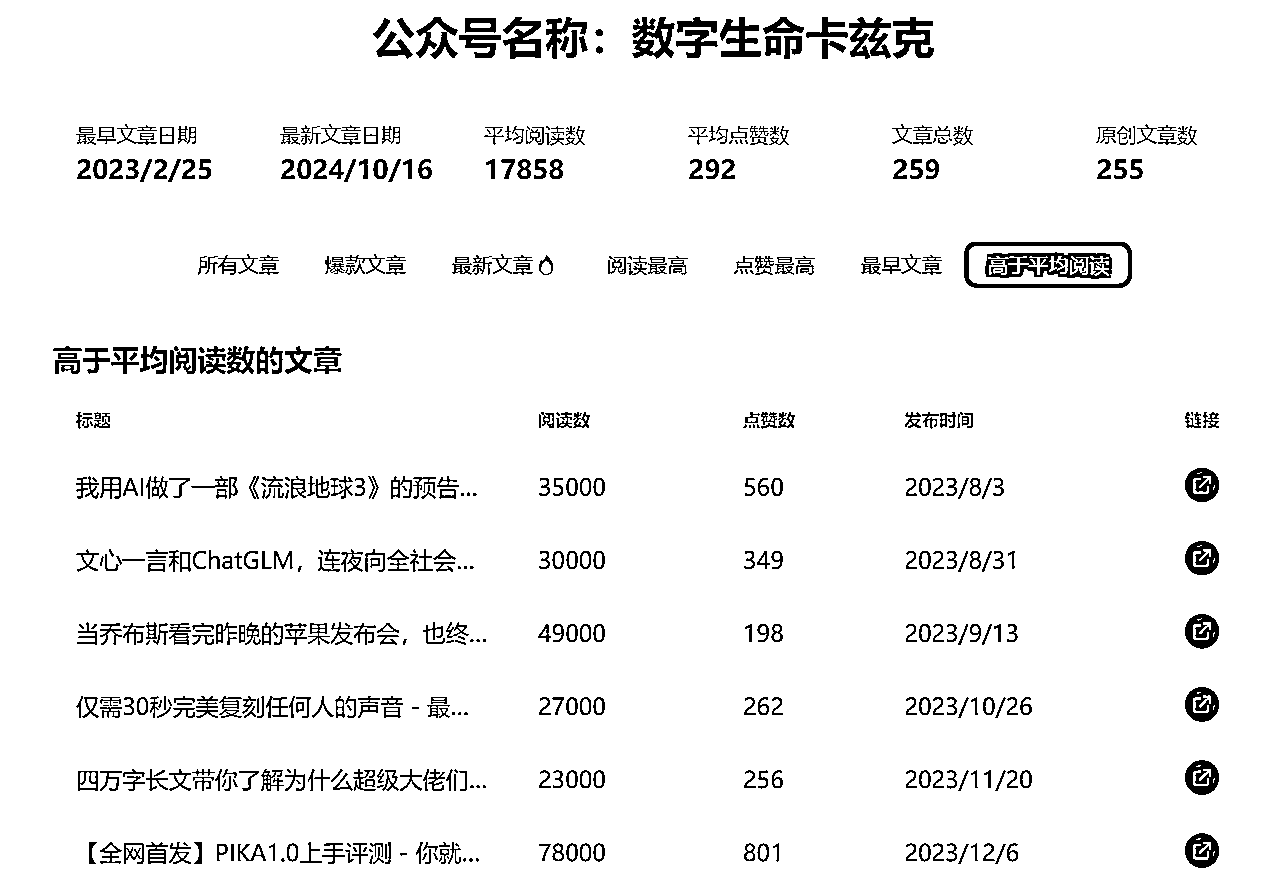 公众号名称：数字生命卡兹克
最早文章日期 最新文章日期 平均阅读数 平均点赞数 文章总数 原创文章数
2023/2/25 2024/10/16 17858 292 259 255
所有文章 爆款文章 最新文章 阅读最高 点赞最高 最早文章 高于平均阅读
高于平均阅读数的文章
标题 阅读数 点赞数 发布时间 链接
我用AI做了一部《流浪地球3》的预告... 35000 560 2023/8/3
文心一言和ChatGLM，连夜向全社会... 30000 349 2023/8/31
当乔布斯看完昨晚的苹果发布会，也终... 49000 198 2023/9/13
仅需30秒完美复刻任何人的声音 - 最... 27000 262 2023/10/26
四万字长文带你了解为什么超级大佬们... 23000 256 2023/11/20
【全网首发】PIKA1.0上手评测 - 你就... 78000 801 2023/12/6